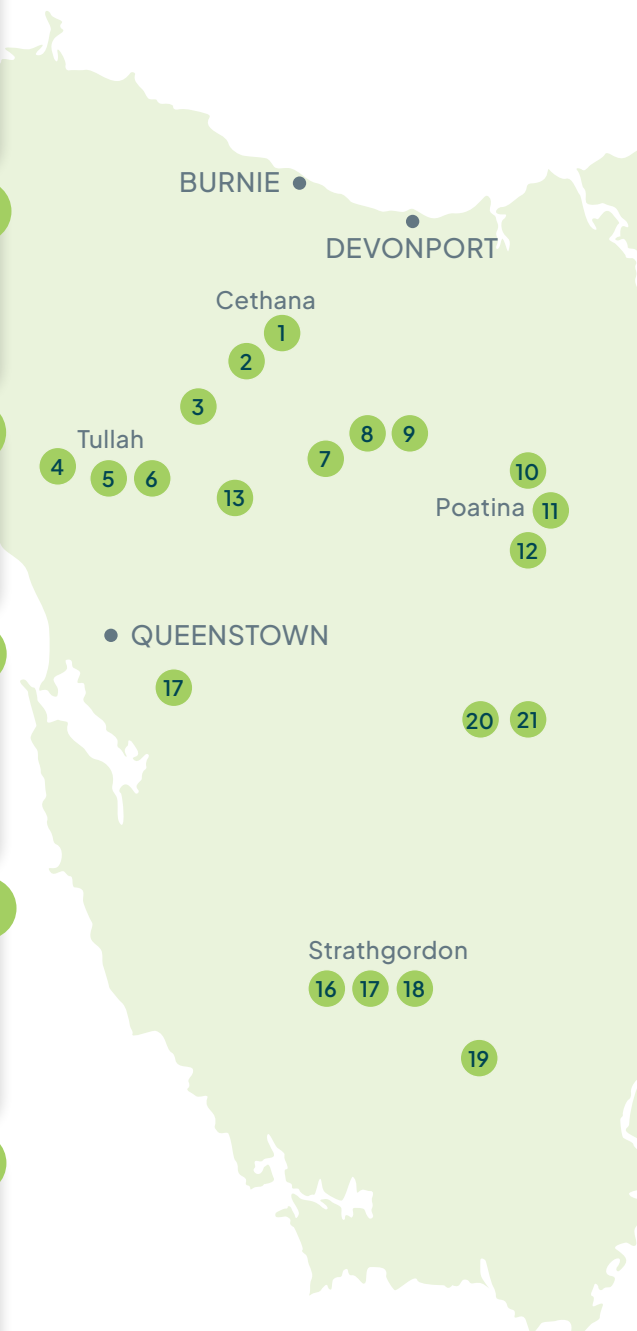 BURNIE
DEVONPORT
Cethana
1
2
3
Tullah
4 5 6
7 8 9
13
10
Poatina 11
12
QUEENSTOWN
17
20 21
Strathgordon
16 17 18
19